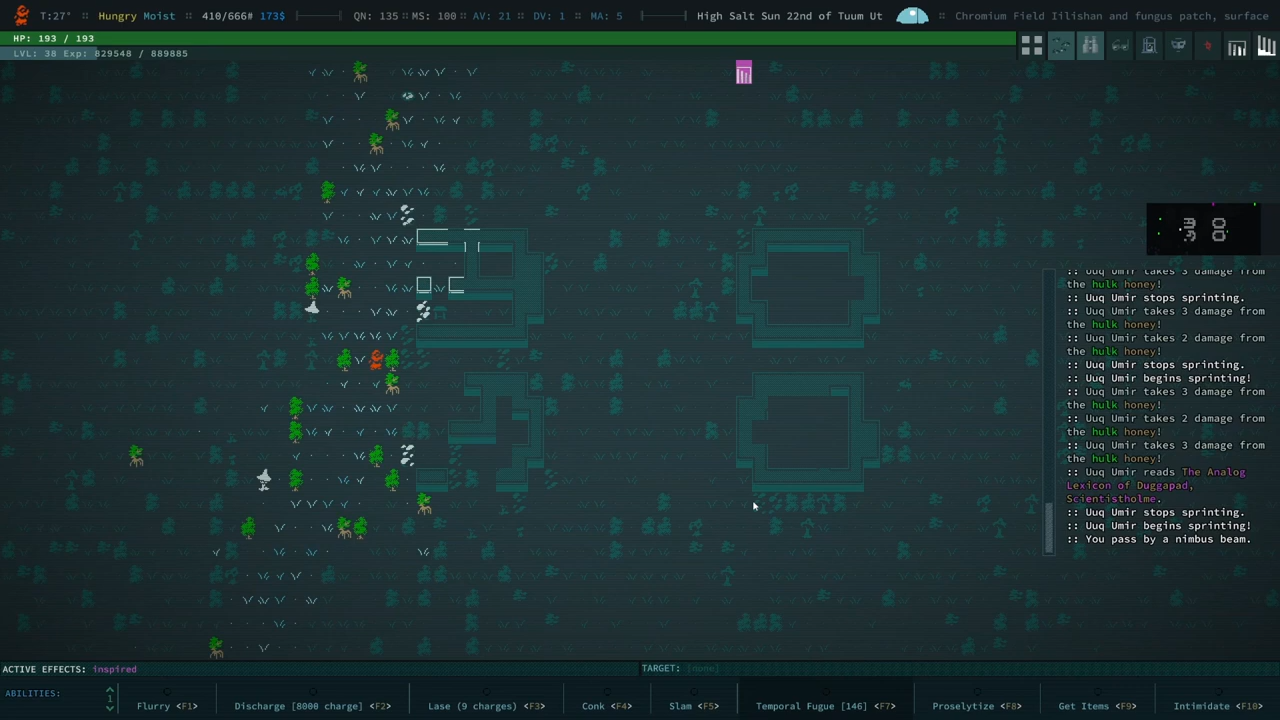 T:27° :: Hungry Moist :: 410/666# 173$ QN: 135 :: MS: 108 :: AV: 21 :: DV: 1 :: MA: 5 High Salt Sun 22nd of Tuum Ut :: Chromium Field Iilishan and fungus patch, surface
HP: 193 / 193
LVL: 38 Exp: 829548 / 889885
:: Uuq Umir takes 3 damage from
the hulk honey!
:: Uuq Umir stops sprinting.
:: Uuq Umir takes 3 damage from
the hulk honey!
:: Uuq Umir takes 2 damage from
the hulk honey!
:: Uuq Umir stops sprinting.
:: Uuq Umir begins sprinting!
:: Uuq Umir takes 3 damage from
the hulk honey!
:: Uuq Umir takes 2 damage from
the hulk honey!
:: Uuq Umir takes 3 damage from
the hulk honey!
:: Uuq Umir reads The Analog
Lexicon of Duggapad,
Scientistholme.
:: Uuq Umir stops sprinting.
:: Uuq Umir begins sprinting!
:: You pass by a nimbus beam.
ACTIVE EFFECTS: inspired
TARGET: [none]
ABILITIES: 1 Flurry <F1> Discharge [8000 charge] <F2> Lase (9 charges) <F3> Conk <F4> Slam <F5> Temporal Fugue [146] <F7> Proselytize <F8> Get Items <F9> Intimidate <F10>